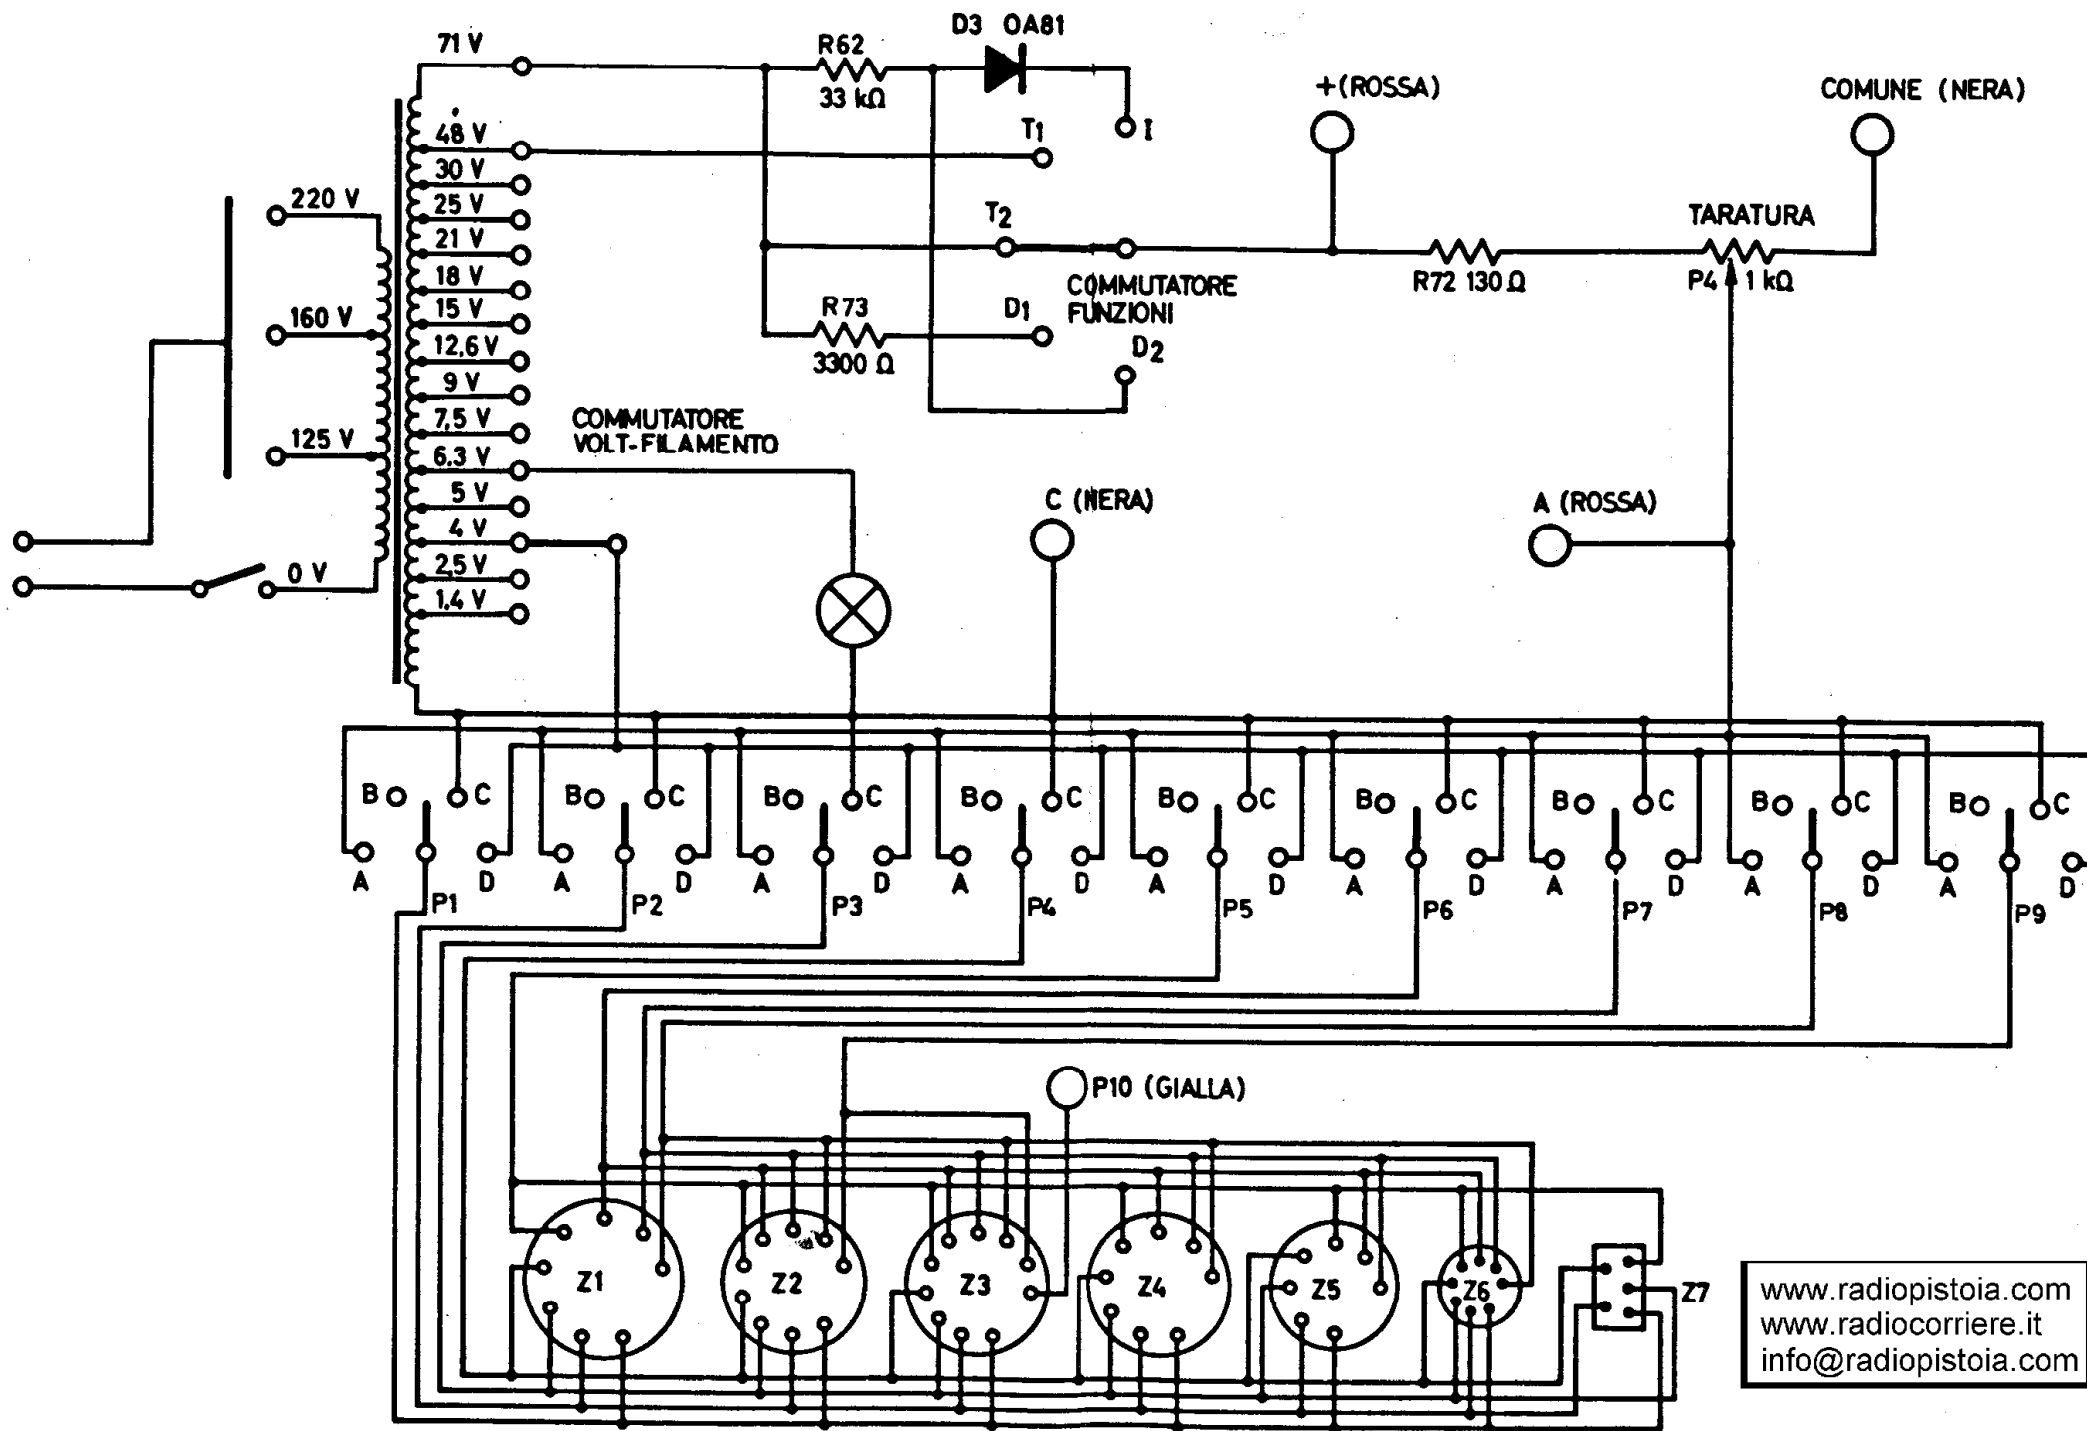 D3 OA81
71 V
R62
33 kΩ
+(ROSSA)
COMUNE (NERA)
48 V
T1
I
30 V
220 V
25 V
T2
TARATURA
21 V
18 V
COMMUTATORE
FUNZIONI
R72 130 Ω
P4 1 kΩ
15 V
R73
3300 Ω
D1
D2
160 V
12,6 V
9 V
7,5 V
COMMUTATORE
VOLT-FILAMENTO
125 V
6.3 V
5 V
C (NERA)
A (ROSSA)
4 V
0 V
2,5 V
1,4 V
B C B C B C B C B C B C B C B C B C
A D A D A D A D A D A D A D A D A D
P1 P2 P3 P4 P5 P6 P7 P8 P9
P10 (GIALLA)
Z1 Z2 Z3 Z4 Z5 Z6 Z7
www.radiopistoia.com
www.radiocorriere.it
info@radiopistoia.com